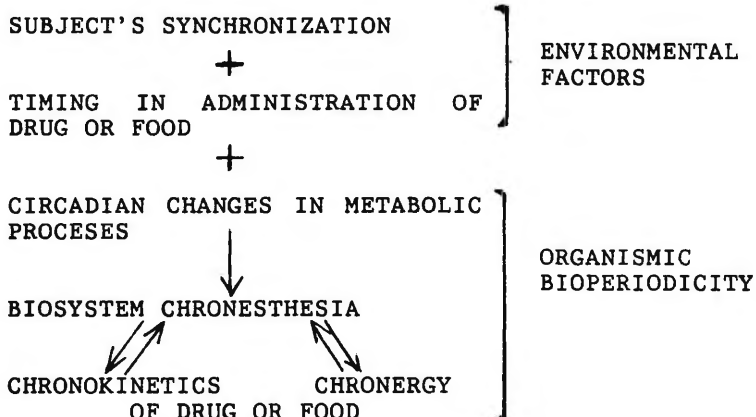 SUBJECT'S SYNCHRONIZATION
+
ENVIRONMENTAL
FACTORS
TIMING IN ADMINISTRATION OF
DRUG OR FOOD
+
CIRCADIAN CHANGES IN METABOLIC
PROCESES
ORGANISMIC
BIOPERIODICITY
BIOSYSTEM CHRONESTHESIA
CHRONOKINETICS CHRONERGY
OF DRUG OR FOOD